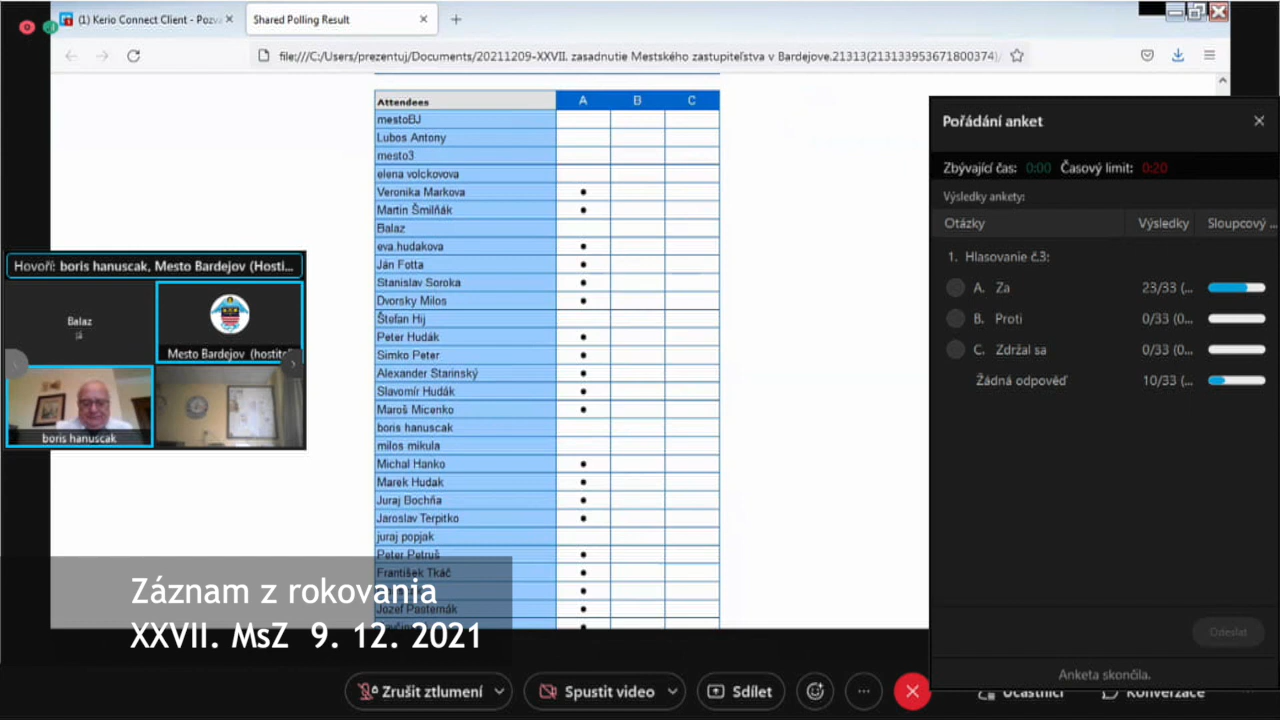 (1) Kerio Connect Client - Pozv
Shared Polling Result
file:///C:/Users/prezentuj/Documents/20211209-XXVII. zasadnutie Mestského zastupiteľstva v Bardejove.21313(2131339536718003​74)/
Attendees A B C
mestoBJ
Lubos Antony
mesto3
elena volckovova
Veronika Markova
Martin Šmilňák
Balaz
eva.hudakova
Ján Fotta
Stanislav Soroka
Dvorsky Milos
Štefan Hij
Peter Hudák
Simko Peter
Alexander Starinský
Slavomír Hudák
Maroš Micenko
boris hanuscak
milos mikula
Michal Hanko
Marek Hudak
Juraj Bochňa
Jaroslav Terpitko
juraj popjak
Peter Petruš
František Tkáč
Jozef Pasternák
Hovoří: boris hanuscak, Mesto Bardejov (Hosti...
Balaz
já
Mesto Bardejov (hostitel
boris hanuscak
Pořádání anket
Zbývající čas: 0:00 Časový limit: 0:20
Výsledky ankety:
Otázky Výsledky Sloupcový ...
1. Hlasovanie č.3:
A. Za 23/33 (...
B. Proti 0/33 (0...
C. Zdržal sa 0/33 (0...
Žádná odpověď 10/33 (...
Odeslat
Anketa skončila.
Záznam z rokovania
XXVII. MsZ 9. 12. 2021
Zrušit ztlumení
Spustit video
Sdílet
Účastníci
Konverzace